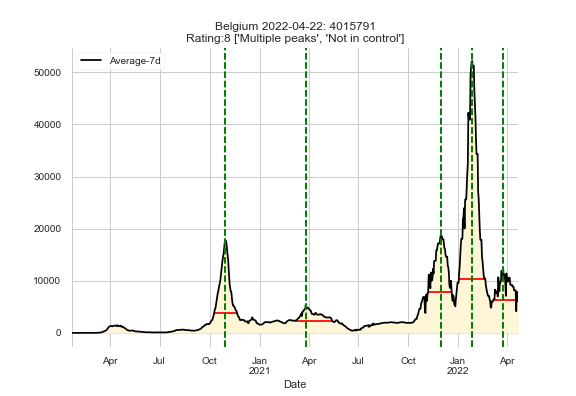 Belgium 2022-04-22: 4015791
Rating:8 ['Multiple peaks', 'Not in control']
Average-7d
50000
40000
30000
20000
10000
0
Apr Jul Oct Jan Apr Jul Oct Jan Apr
2021 2022
Date